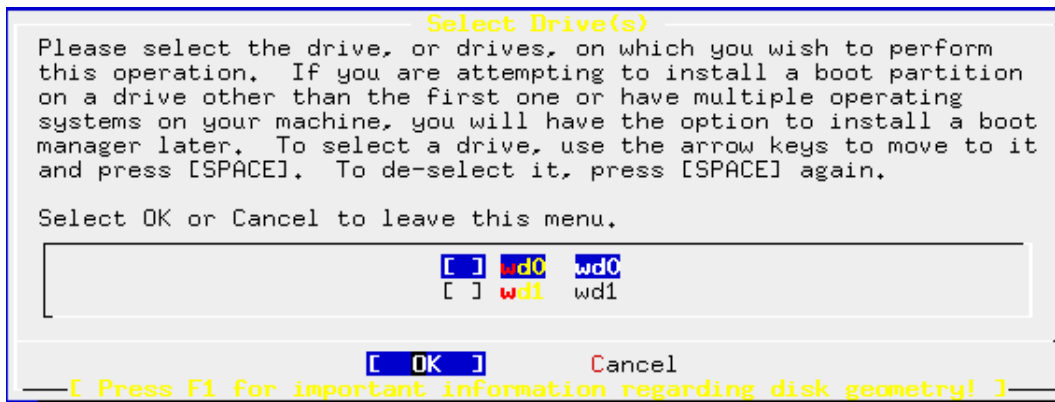 Select Drive(s)
Please select the drive, or drives, on which you wish to perform
this operation.  If you are attempting to install a boot partition
on a drive other than the first one or have multiple operating
systems on your machine, you will have the option to install a boot
manager later.  To select a drive, use the arrow keys to move to it
and press [SPACE].  To de-select it, press [SPACE] again.
Select OK or Cancel to leave this menu.
[ ] wd0 wd0
[ ] wd1 wd1
[ OK ] Cancel
[ Press F1 for important information regarding disk geometry! ]